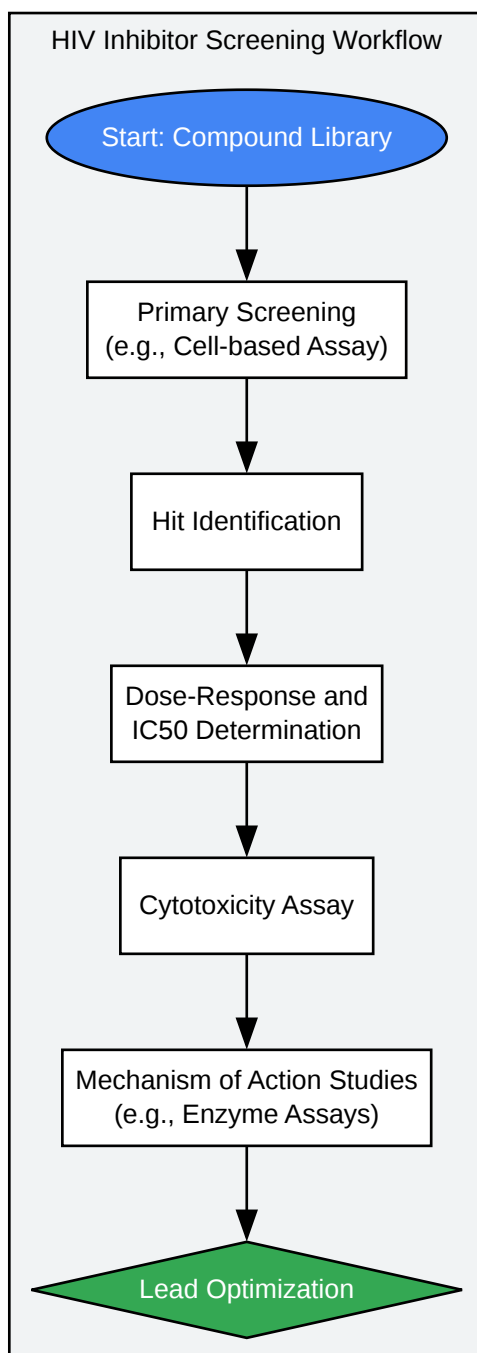 HIV Inhibitor Screening Workflow
Start: Compound Library
Primary Screening
(e.g., Cell-based Assay)
Hit Identification
Dose-Response and
IC50 Determination
Cytotoxicity Assay
Mechanism of Action Studies
(e.g., Enzyme Assays)
Lead Optimization